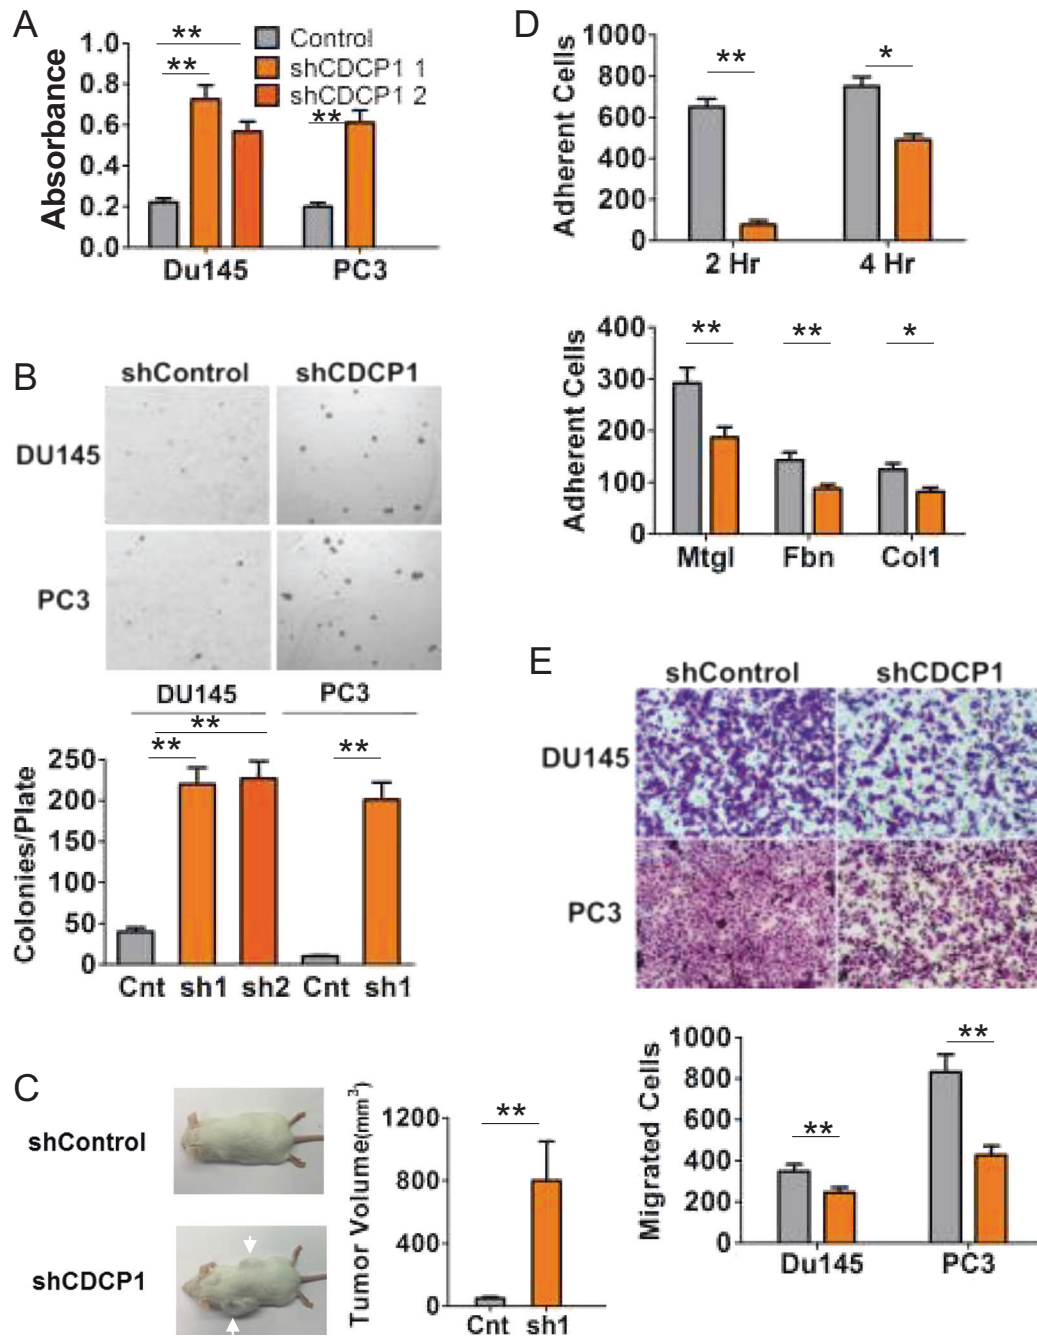 A
Absorbance
1.0
0.8
0.6
0.4
0.2
0.0
** **
**
Control
shCDCP1 1
shCDCP1 2
Du145 PC3
B
shControl shCDCP1
DU145
PC3
DU145 PC3
**
** **
Colonies/Plate
250
200
150
100
50
0
Cnt sh1 sh2 Cnt sh1
C
shControl
shCDCP1
Tumor Volume(mm³)
1200
800
400
0
**
Cnt sh1
D
Adherent Cells
1000
800
600
400
200
0
** *
2 Hr 4 Hr
Adherent Cells
400
300
200
100
0
** ** *
Mtgl Fbn Col1
E
shControl shCDCP1
DU145
PC3
Migrated Cells
1000
800
600
400
200
0
** **
Du145 PC3